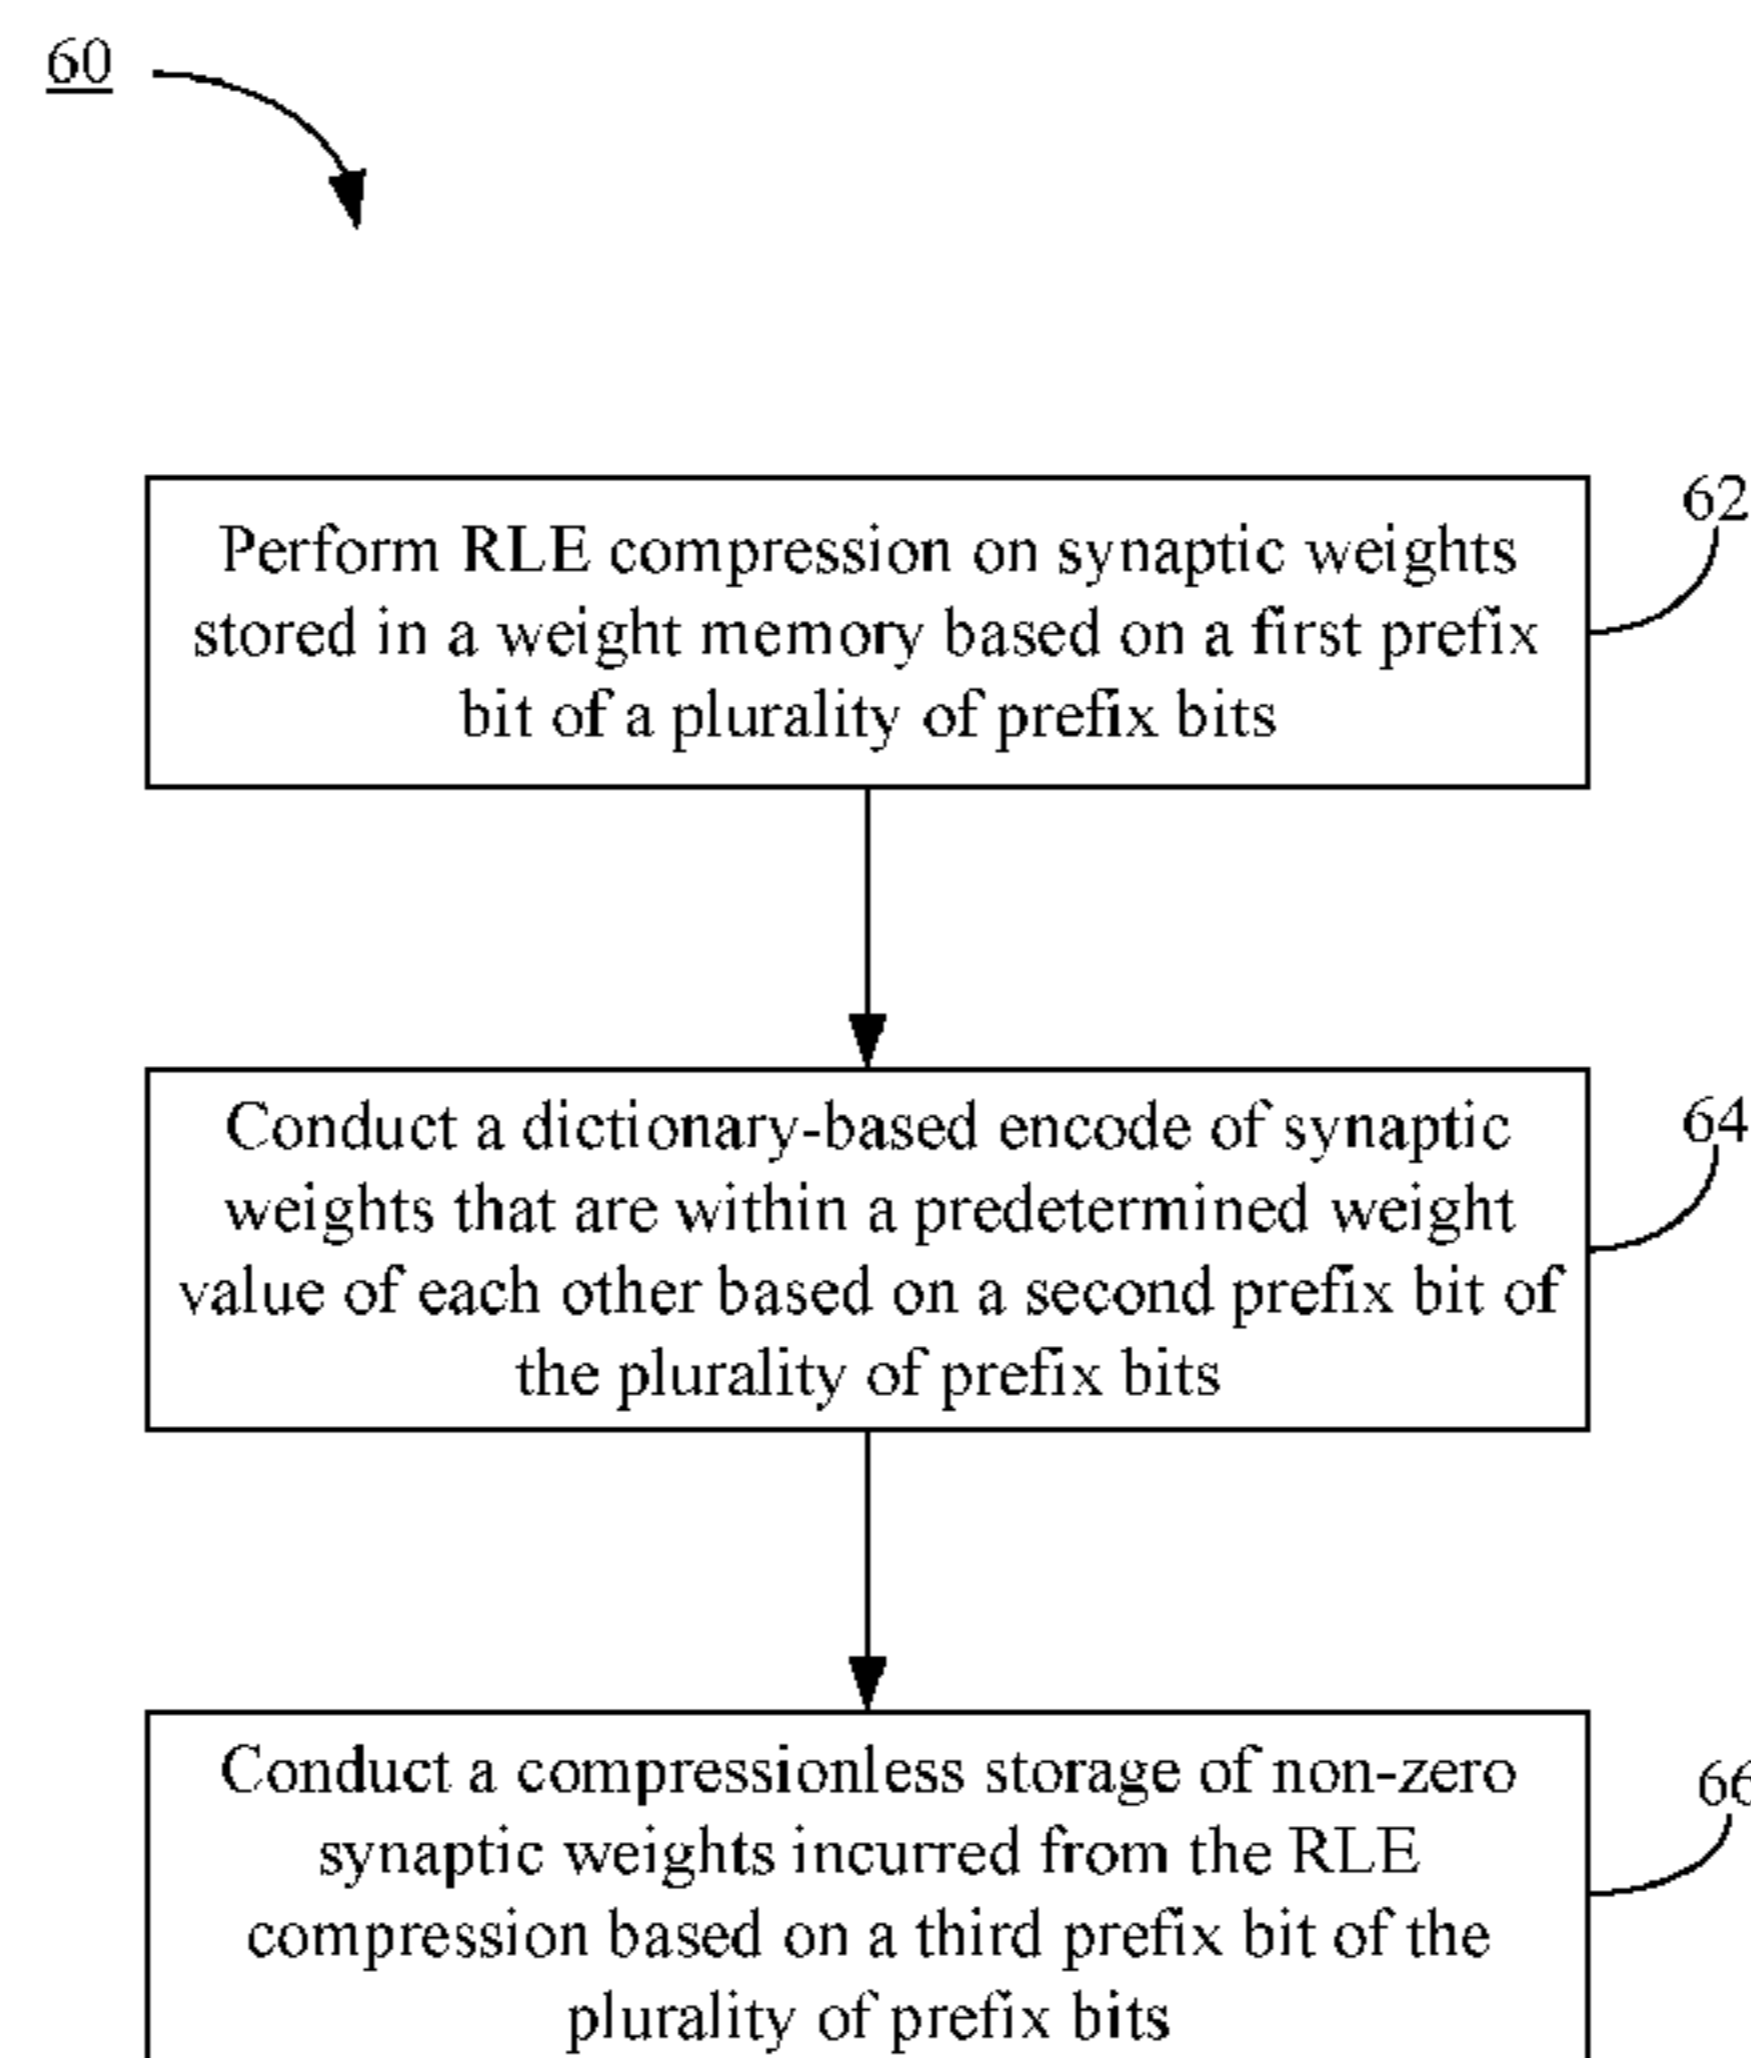 60
62
Perform RLE compression on synaptic weights
stored in a weight memory based on a first prefix
bit of a plurality of prefix bits
64
Conduct a dictionary-based encode of synaptic
weights that are within a predetermined weight
value of each other based on a second prefix bit of
the plurality of prefix bits
66
Conduct a compressionless storage of non-zero
synaptic weights incurred from the RLE
compression based on a third prefix bit of the
plurality of prefix bits